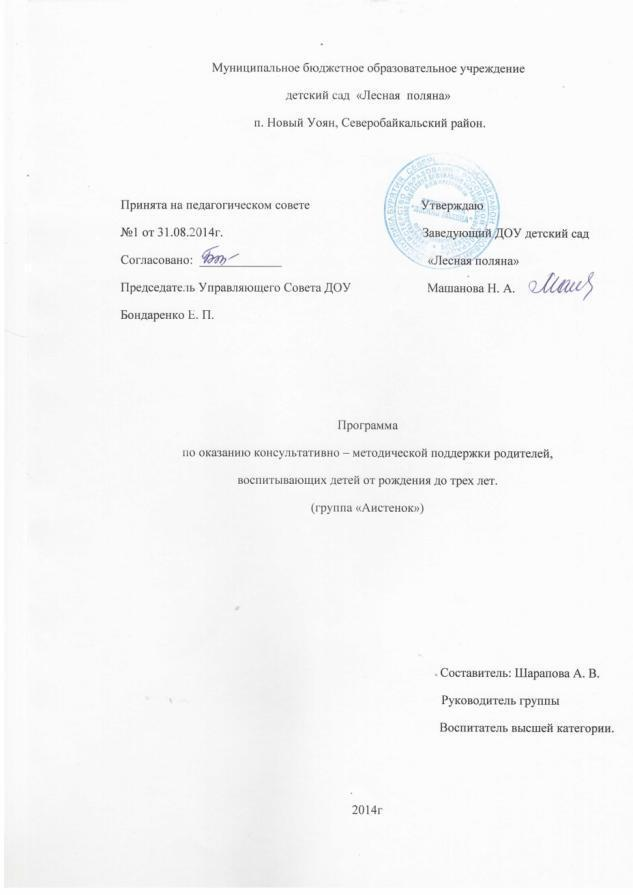 Муниципальное бюджетное образовательное учреждение
детский сад «Лесная поляна»
п. Новый Уоян, Северобайкальский район.
Принята на педагогическом совете
Утверждаю
№1 от 31.08.2014г.
Заведующий ДОУ детский сад
Согласовано:
«Лесная поляна»
Председатель Управляющего Совета ДОУ
Машанова Н. А.
Бондаренко Е. П.
Программа
по оказанию консультативно – методической поддержки родителей,
воспитывающих детей от рождения до трех лет.
(группа «Аистенок»)
Составитель: Шарапова А. В.
Руководитель группы
Воспитатель высшей категории.
2014г